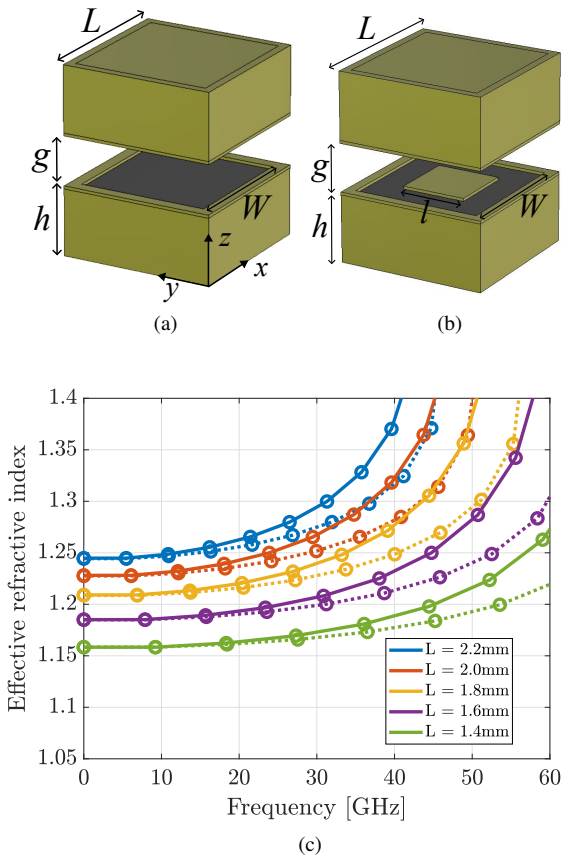 L
g
h
W
z
x
y
(a)
L
g
h
l
W
(b)
1.4
1.35
1.3
1.25
1.2
1.15
1.1
1.05
Effective refractive index
L = 2.2mm
L = 2.0mm
L = 1.8mm
L = 1.6mm
L = 1.4mm
0 10 20 30 40 50 60
Frequency [GHz]
(c)